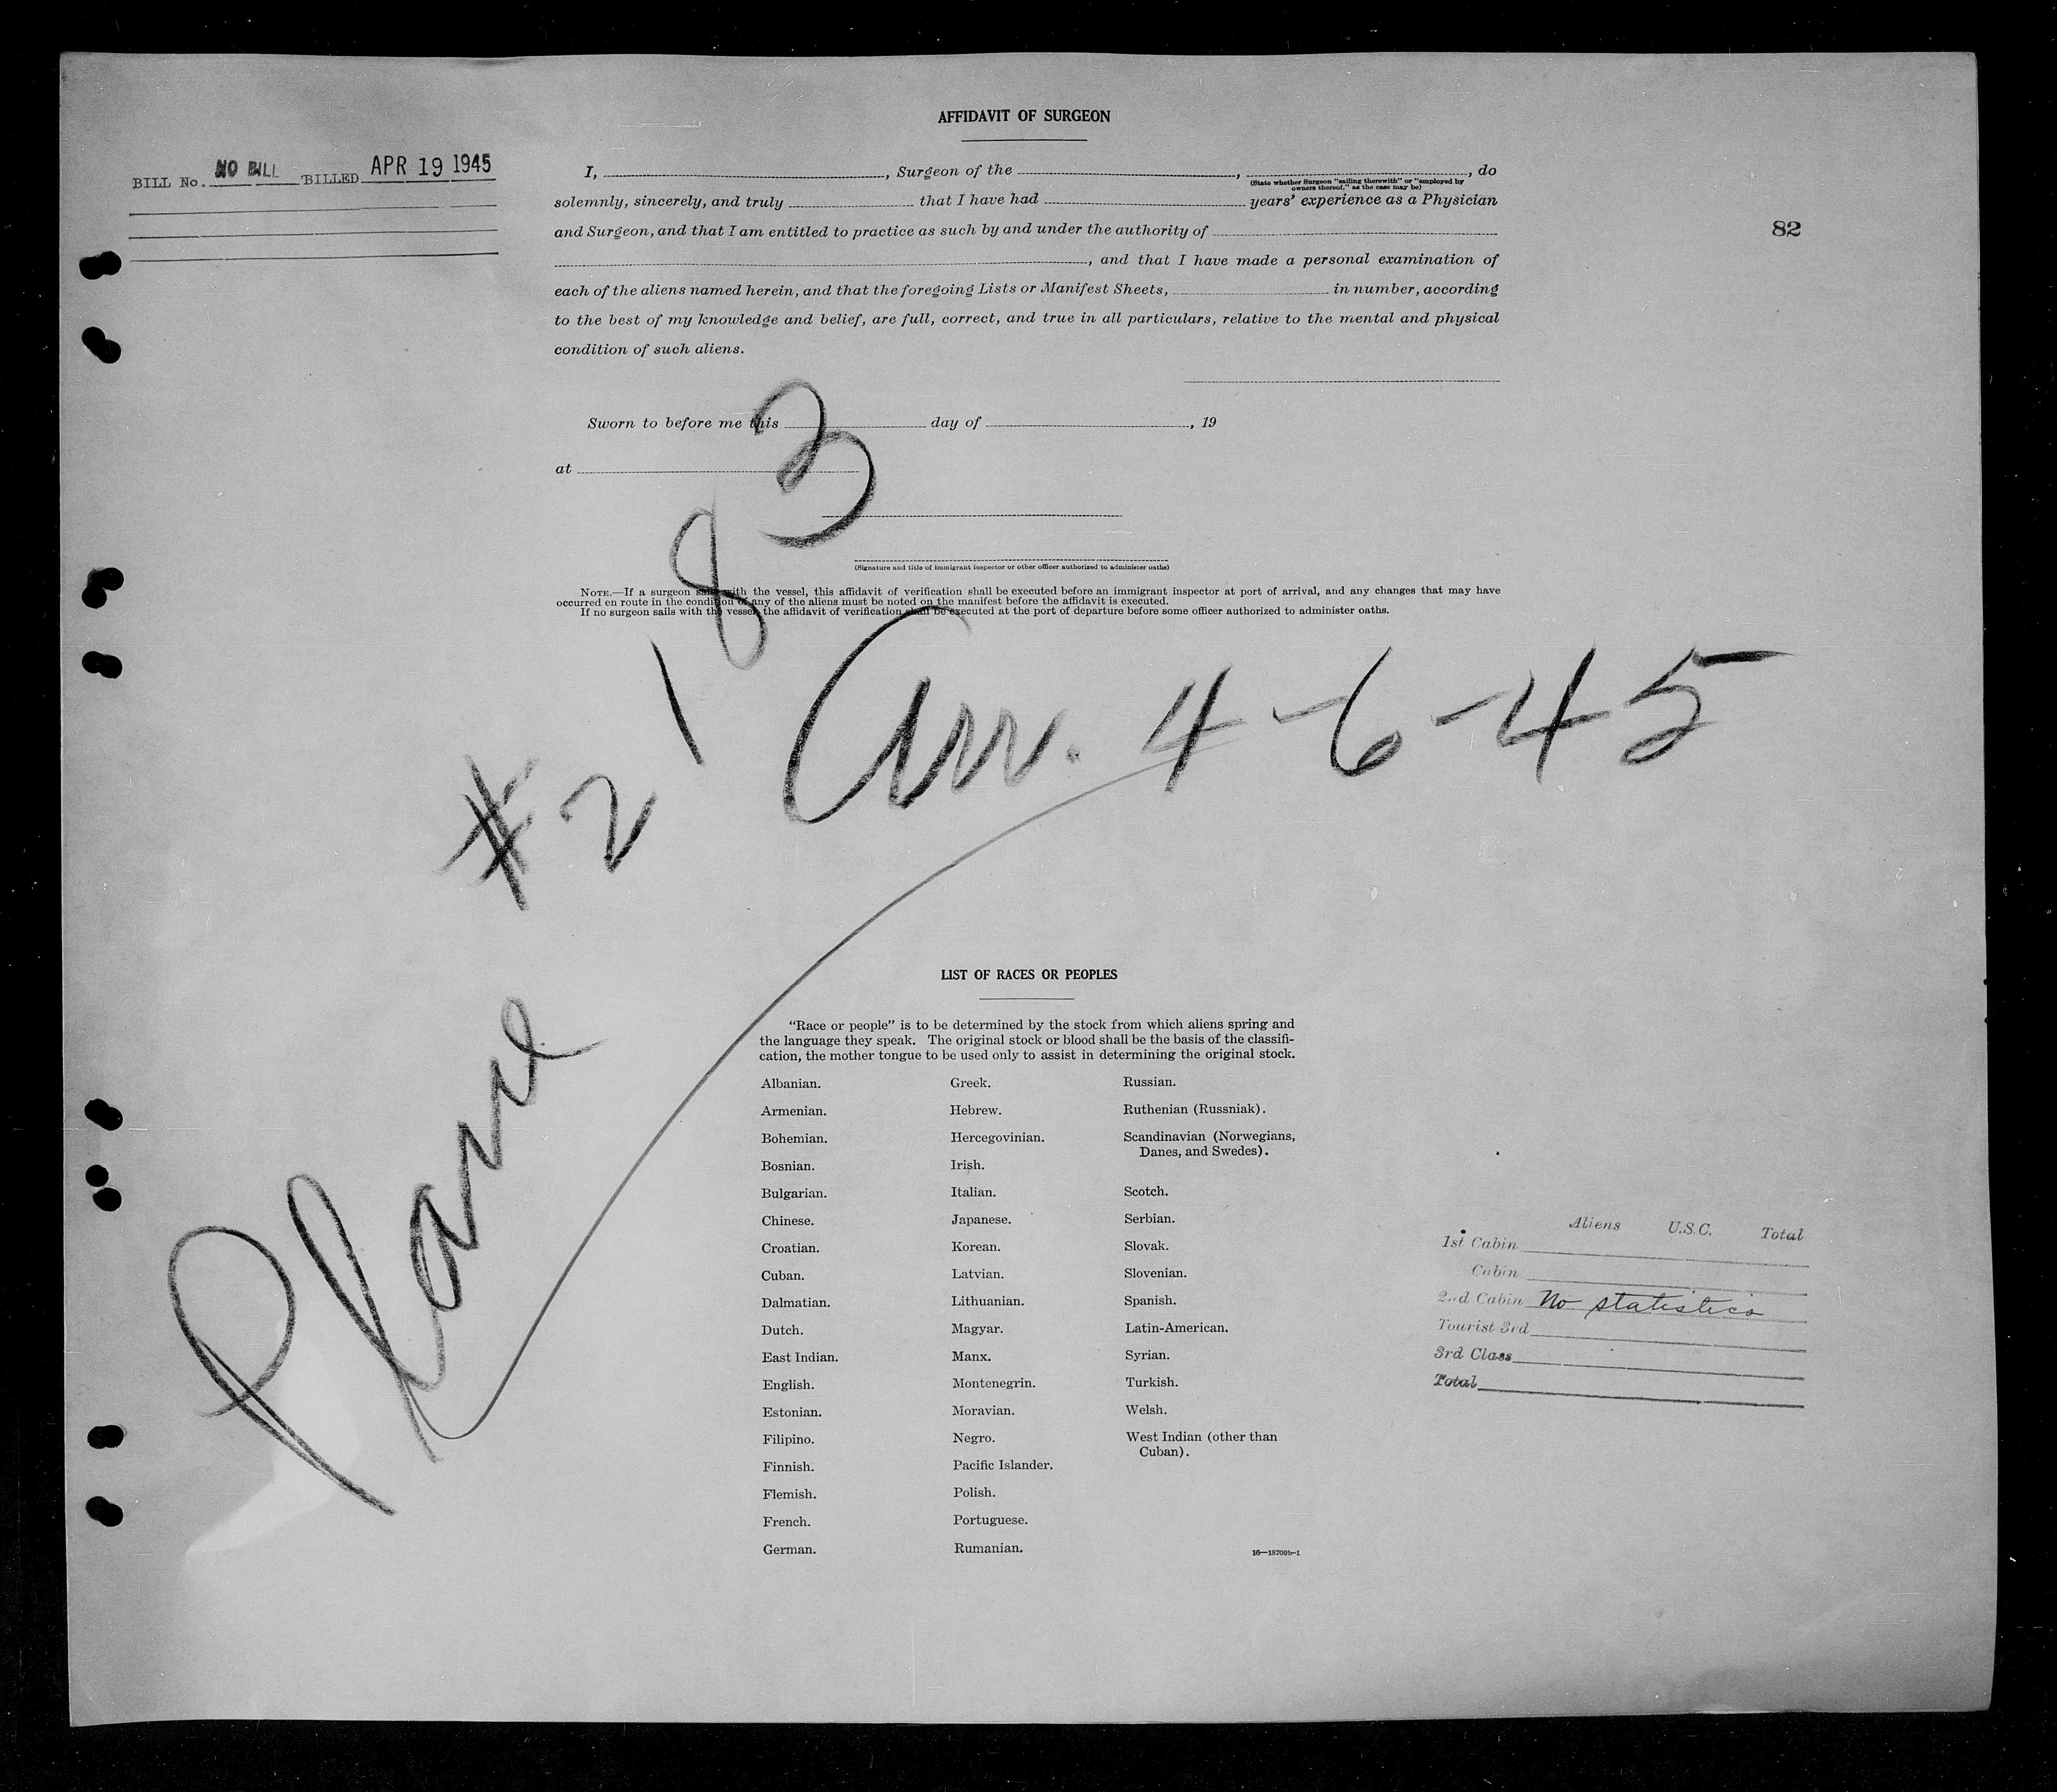 AFFIDAVIT OF SURGEON
BILL No. NO BILL BILLED APR 19 1945
I, , Surgeon of the , , do
(State whether Surgeon "sailing therewith" or "employed by
owners thereof," as the case may be)
solemnly, sincerely, and truly that I have had years' experience as a Physician
and Surgeon, and that I am entitled to practice as such by and under the authority of
82
, and that I have made a personal examination of
each of the aliens named herein, and that the foregoing Lists or Manifest Sheets, in number, according
to the best of my knowledge and belief, are full, correct, and true in all particulars, relative to the mental and physical
condition of such aliens.
Sworn to before me this day of , 19
at
(Signature and title of immigrant inspector or other officer authorized to administer oaths)
NOTE.—If a surgeon sails with the vessel, this affidavit of verification shall be executed before an immigrant inspector at port of arrival, and any changes that may have
occurred en route in the condition of any of the aliens must be noted on the manifest before the affidavit is executed.
If no surgeon sails with the vessel, the affidavit of verification shall be executed at the port of departure before some officer authorized to administer oaths.
Plane #2183
Arr. 4-6-45
LIST OF RACES OR PEOPLES
"Race or people" is to be determined by the stock from which aliens spring and
the language they speak. The original stock or blood shall be the basis of the classifi-
cation, the mother tongue to be used only to assist in determining the original stock.
Albanian.
Armenian.
Bohemian.
Bosnian.
Bulgarian.
Chinese.
Croatian.
Cuban.
Dalmatian.
Dutch.
East Indian.
English.
Estonian.
Filipino.
Finnish.
Flemish.
French.
German.
Greek.
Hebrew.
Hercegovinian.
Irish.
Italian.
Japanese.
Korean.
Latvian.
Lithuanian.
Magyar.
Manx.
Montenegrin.
Moravian.
Negro.
Pacific Islander.
Polish.
Portuguese.
Rumanian.
Russian.
Ruthenian (Russniak).
Scandinavian (Norwegians,
Danes, and Swedes).
Scotch.
Serbian.
Slovak.
Slovenian.
Spanish.
Latin-American.
Syrian.
Turkish.
Welsh.
West Indian (other than
Cuban).
16—18709b-1
Aliens U.S.C. Total
1st Cabin
Cabin
2nd Cabin No statistics
Tourist 3rd
3rd Class
Total